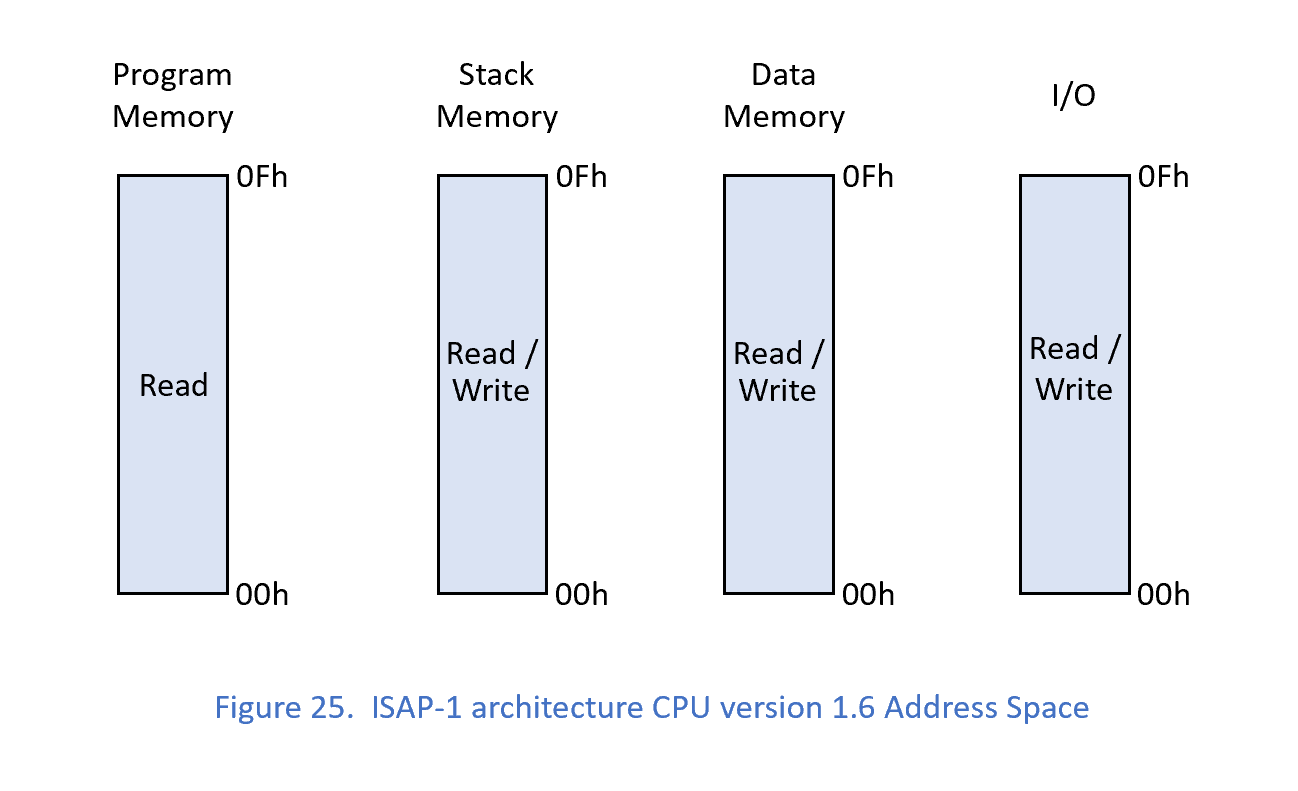 Program
Memory
Stack
Memory
Data
Memory
I/O
0Fh
0Fh
0Fh
0Fh
Read
Read /
Write
Read /
Write
Read /
Write
00h
00h
00h
00h
Figure 25.  ISAP-1 architecture CPU version 1.6 Address Space